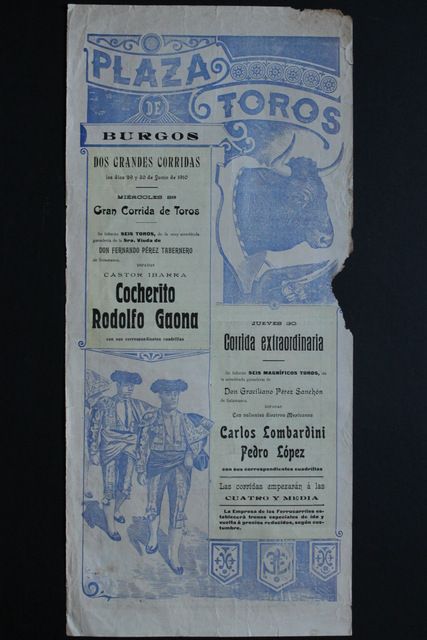 PLAZA
DE
TOROS
BURGOS
DOS GRANDES CORRIDAS
los días 29 y 30 de Junio de 1910
MIÉRCOLES 29
Gran Corrida de Toros
Se lidiarán SEIS TOROS, de la muy acreditada
ganadería de la Sra. Viuda de
DON FERNANDO PÉREZ TABERNERO
de Salamanca.
ESPADAS
CASTOR IBARRA
Cocherito
Rodolfo Gaona
con sus correspondientes cuadrillas
JUEVES 30
Corrida extraordinaria
Se lidiarán SEIS MAGNÍFICOS TOROS, de
la acreditada ganadería de
Don Graciliano Pérez Sanchón
de Salamanca.
ESPADAS
Los valientes diestros Mexicanos
Carlos Lombardini
Pedro López
con sus correspondientes cuadrillas
Las corridas empezarán á las
CUATRO Y MEDIA
La Empresa de los Ferrocarriles es-
tablecerá trenes especiales de ida y
vuelta á precios reducidos, según cos-
tumbre.